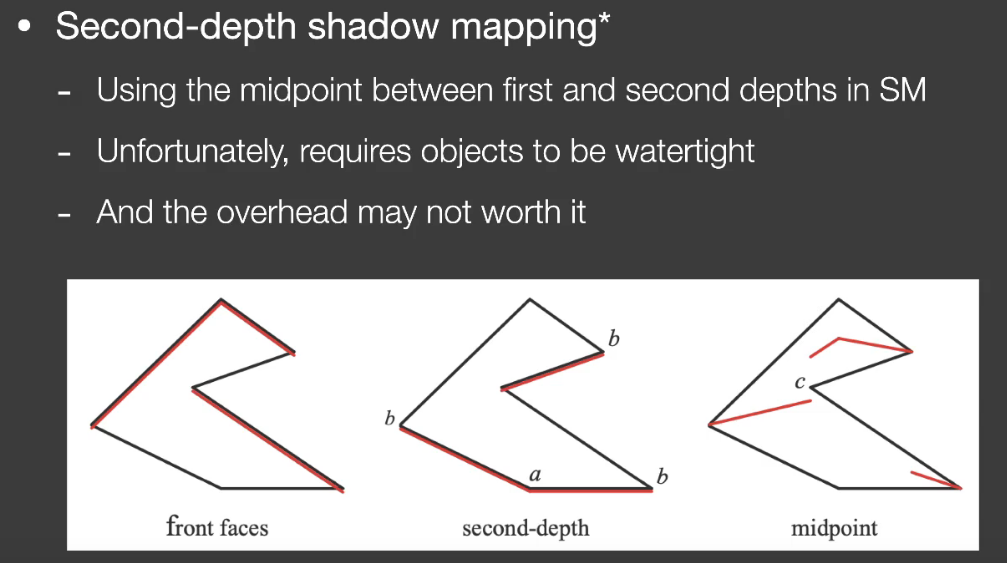 • Second-depth shadow mapping*
- Using the midpoint between first and second depths in SM
- Unfortunately, requires objects to be watertight
- And the overhead may not worth it
b
b
a
b
c
front faces
second-depth
midpoint